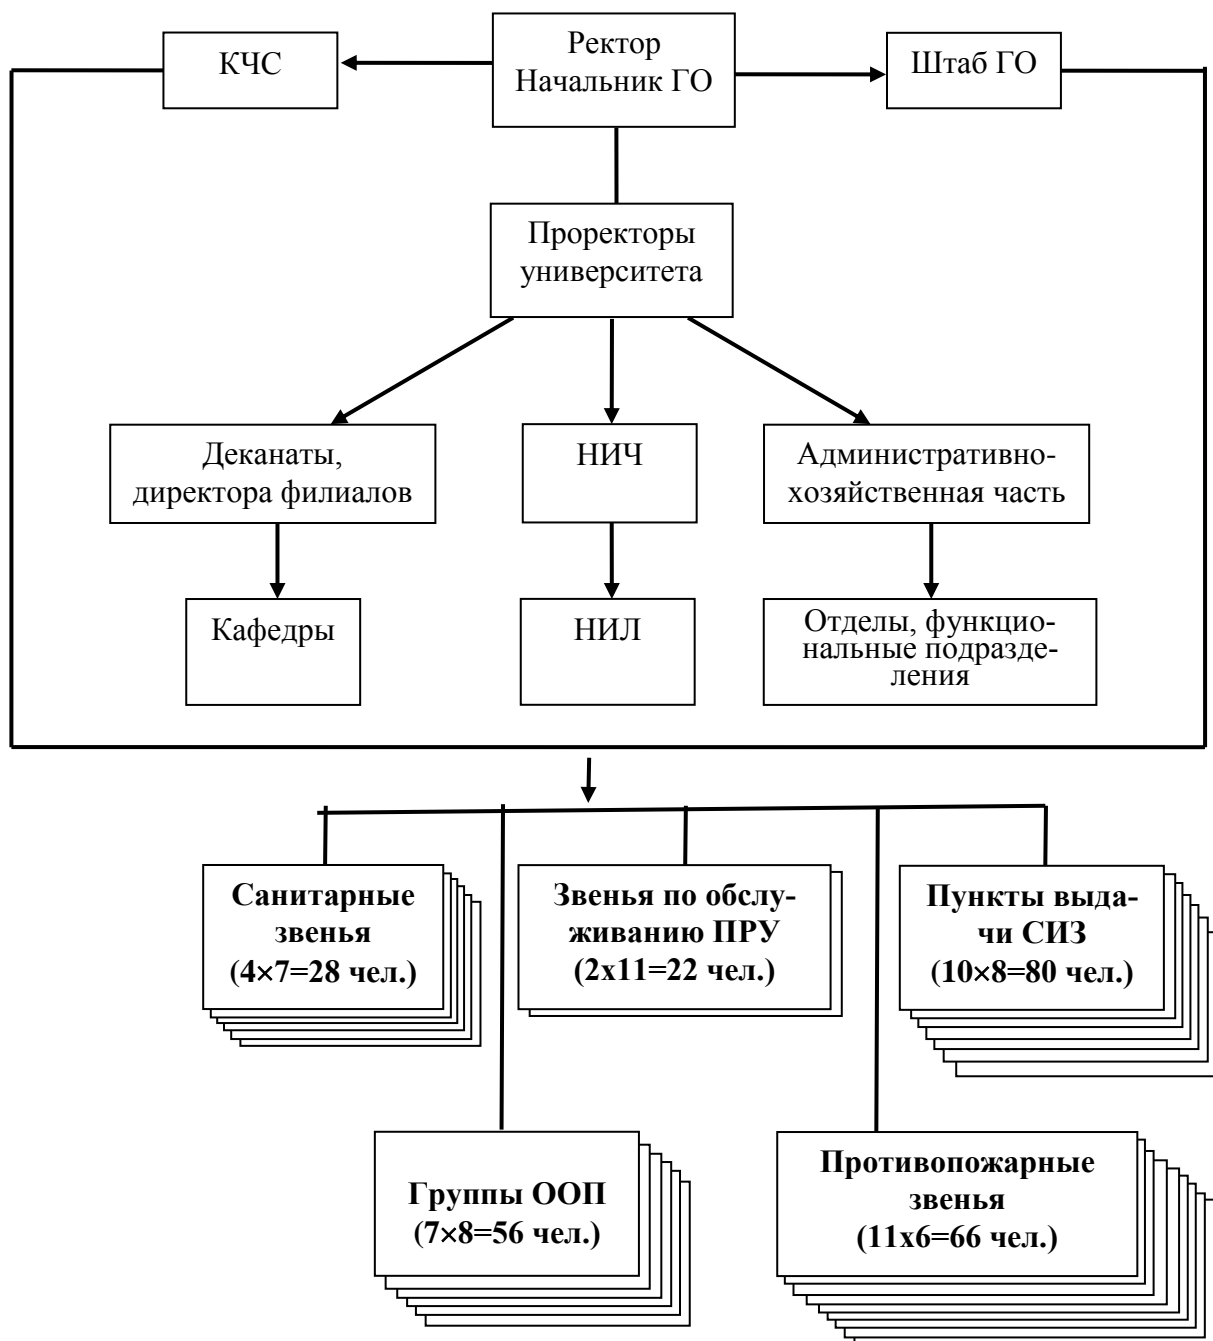 КЧС
Ректор
Начальник ГО
Штаб ГО
Проректоры
университета
Деканаты,
директора филиалов
НИЧ
Административно-
хозяйственная часть
Кафедры
НИЛ
Отделы, функцио-
нальные подразде-
ления
Санитарные
звенья
(4×7=28 чел.)
Звенья по обслу-
живанию ПРУ
(2х11=22 чел.)
Пункты выда-
чи СИЗ
(10×8=80 чел.)
Группы ООП
(7×8=56 чел.)
Противопожарные
звенья
(11х6=66 чел.)